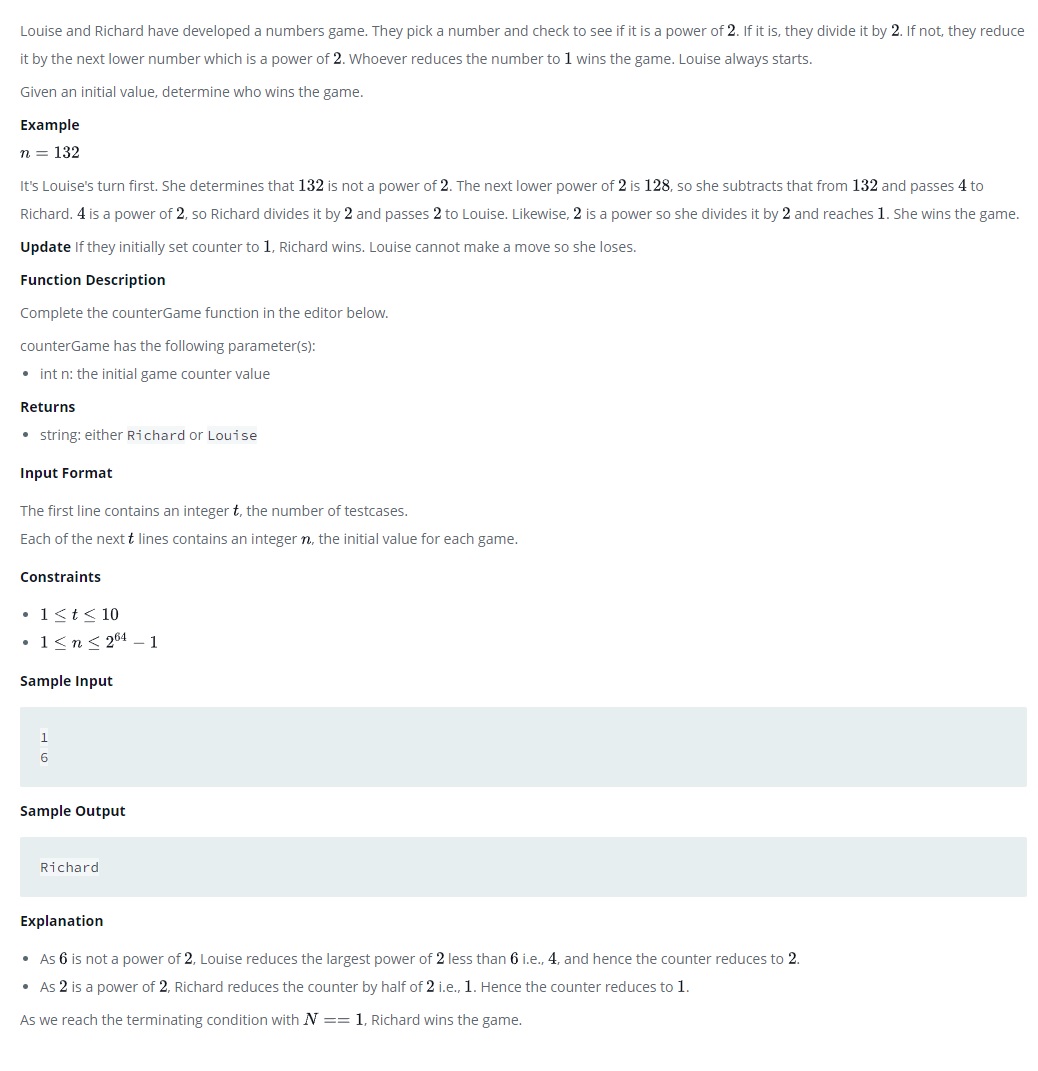 Louise and Richard have developed a numbers game. They pick a number and check to see if it is a power of 2. If it is, they divide it by 2. If not, they reduce
it by the next lower number which is a power of 2. Whoever reduces the number to 1 wins the game. Louise always starts.
Given an initial value, determine who wins the game.
Example
n = 132
It's Louise's turn first. She determines that 132 is not a power of 2. The next lower power of 2 is 128, so she subtracts that from 132 and passes 4 to
Richard. 4 is a power of 2, so Richard divides it by 2 and passes 2 to Louise. Likewise, 2 is a power so she divides it by 2 and reaches 1. She wins the game.
Update If they initially set counter to 1, Richard wins. Louise cannot make a move so she loses.
Function Description
Complete the counterGame function in the editor below.
counterGame has the following parameter(s):
• int n: the initial game counter value
Returns
• string: either Richard or Louise
Input Format
The first line contains an integer t, the number of testcases.
Each of the next t lines contains an integer n, the initial value for each game.
Constraints
• 1 ≤ t ≤ 10
• 1 ≤ n ≤ 2^64 − 1
Sample Input
1
6
Sample Output
Richard
Explanation
• As 6 is not a power of 2, Louise reduces the largest power of 2 less than 6 i.e., 4, and hence the counter reduces to 2.
• As 2 is a power of 2, Richard reduces the counter by half of 2 i.e., 1. Hence the counter reduces to 1.
As we reach the terminating condition with N == 1, Richard wins the game.